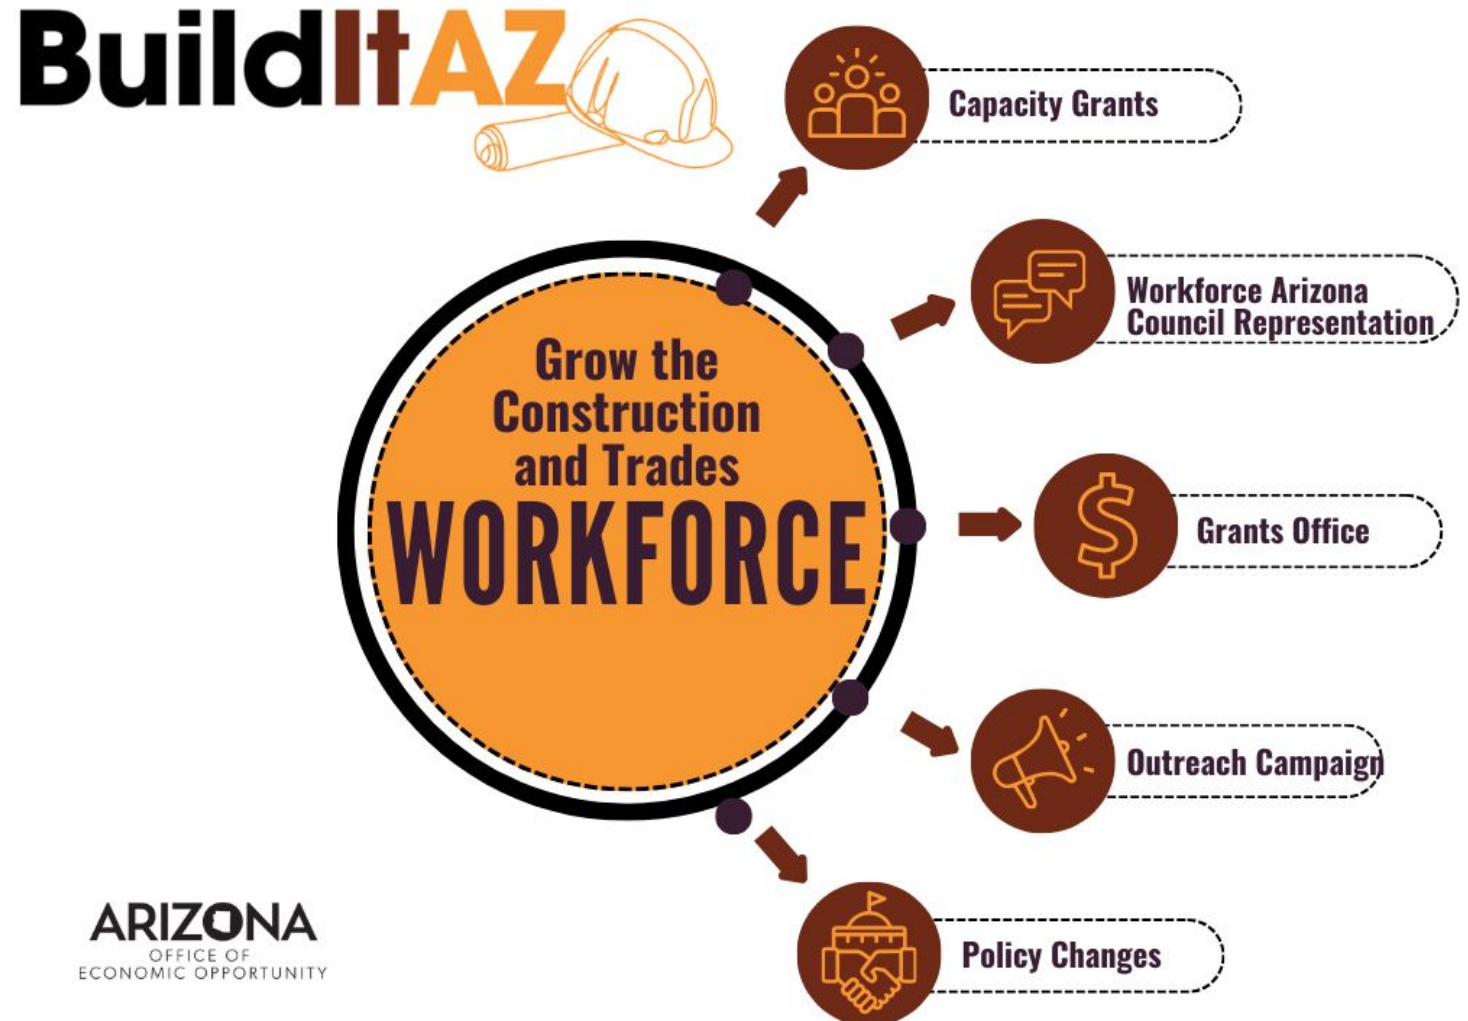 BuildItAZ
Capacity Grants
Workforce Arizona
Council Representation
Grow the
Construction
and Trades
WORKFORCE
Grants Office
Outreach Campaign
Policy Changes
ARIZONA
OFFICE OF
ECONOMIC OPPORTUNITY